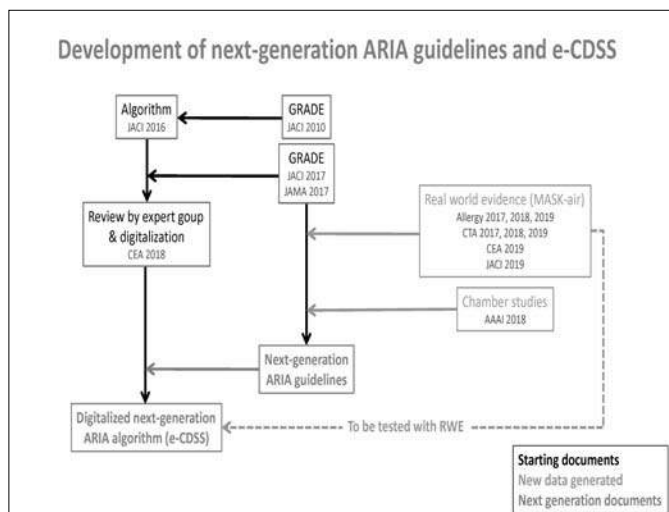 Development of next-generation ARIA guidelines and e-CDSS
Algorithm
JACI 2016
GRADE
JACI 2010
GRADE
JACI 2017
JAMA 2017
Review by expert goup
& digitalization
CEA 2018
Real world evidence (MASK-air)
Allergy 2017, 2018, 2019
CTA 2017, 2018, 2019
CEA 2019
JACI 2019
Chamber studies
AAAI 2018
Next-generation
ARIA guidelines
Digitalized next-generation
ARIA algorithm (e-CDSS)
To be tested with RWE
Starting documents
New data generated
Next generation documents